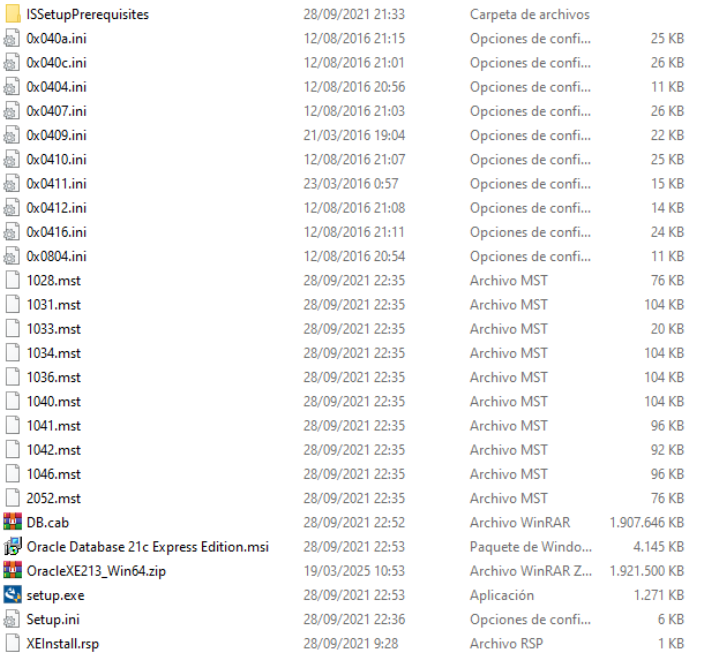 ISSetupPrerequisites 28/09/2021 21:33 Carpeta de archivos
0x040a.ini 12/08/2016 21:15 Opciones de confi... 25 KB
0x040c.ini 12/08/2016 21:01 Opciones de confi... 26 KB
0x0404.ini 12/08/2016 20:56 Opciones de confi... 11 KB
0x0407.ini 12/08/2016 21:03 Opciones de confi... 26 KB
0x0409.ini 21/03/2016 19:04 Opciones de confi... 22 KB
0x0410.ini 12/08/2016 21:07 Opciones de confi... 25 KB
0x0411.ini 23/03/2016 0:57 Opciones de confi... 15 KB
0x0412.ini 12/08/2016 21:08 Opciones de confi... 14 KB
0x0416.ini 12/08/2016 21:11 Opciones de confi... 24 KB
0x0804.ini 12/08/2016 20:54 Opciones de confi... 11 KB
1028.mst 28/09/2021 22:35 Archivo MST 76 KB
1031.mst 28/09/2021 22:35 Archivo MST 104 KB
1033.mst 28/09/2021 22:35 Archivo MST 20 KB
1034.mst 28/09/2021 22:35 Archivo MST 104 KB
1036.mst 28/09/2021 22:35 Archivo MST 104 KB
1040.mst 28/09/2021 22:35 Archivo MST 104 KB
1041.mst 28/09/2021 22:35 Archivo MST 96 KB
1042.mst 28/09/2021 22:35 Archivo MST 92 KB
1046.mst 28/09/2021 22:35 Archivo MST 96 KB
2052.mst 28/09/2021 22:35 Archivo MST 76 KB
DB.cab 28/09/2021 22:52 Archivo WinRAR 1.907.646 KB
Oracle Database 21c Express Edition.msi 28/09/2021 22:53 Paquete de Windo... 4.145 KB
OracleXE213_Win64.zip 19/03/2025 10:53 Archivo WinRAR Z... 1.921.500 KB
setup.exe 28/09/2021 22:53 Aplicación 1.271 KB
Setup.ini 28/09/2021 22:36 Opciones de confi... 6 KB
XEInstall.rsp 28/09/2021 9:28 Archivo RSP 1 KB